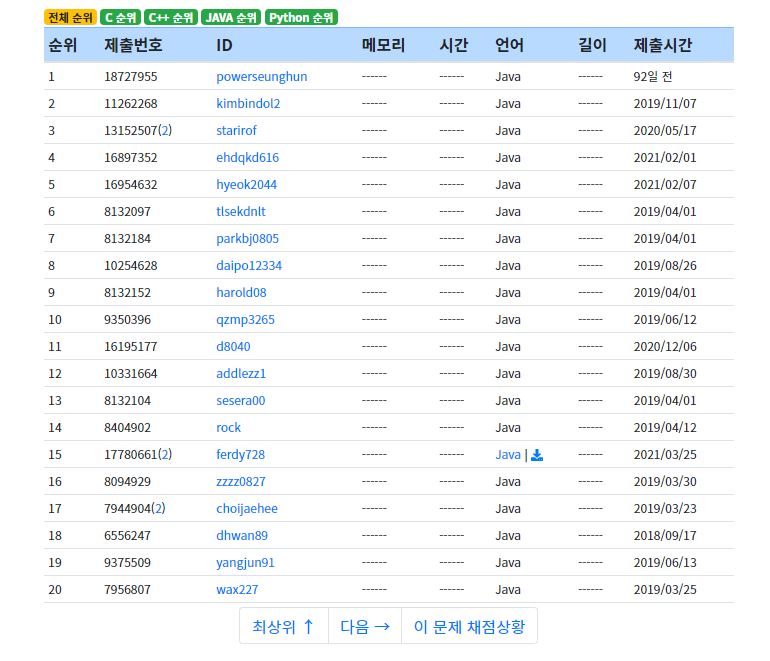 전체 순위 C 순위 C++ 순위 JAVA 순위 Python 순위
순위 제출번호 ID 메모리 시간 언어 길이 제출시간
1 18727955 powerseunghun ------ ------ Java ------ 92일 전
2 11262268 kimbindol2 ------ ------ Java ------ 2019/11/07
3 13152507(2) starirof ------ ------ Java ------ 2020/05/17
4 16897352 ehdqkd616 ------ ------ Java ------ 2021/02/01
5 16954632 hyeok2044 ------ ------ Java ------ 2021/02/07
6 8132097 tlsekdnlt ------ ------ Java ------ 2019/04/01
7 8132184 parkbj0805 ------ ------ Java ------ 2019/04/01
8 10254628 daipo12334 ------ ------ Java ------ 2019/08/26
9 8132152 harold08 ------ ------ Java ------ 2019/04/01
10 9350396 qzmp3265 ------ ------ Java ------ 2019/06/12
11 16195177 d8040 ------ ------ Java ------ 2020/12/06
12 10331664 addlezz1 ------ ------ Java ------ 2019/08/30
13 8132104 sesera00 ------ ------ Java ------ 2019/04/01
14 8404902 rock ------ ------ Java ------ 2019/04/12
15 17780661(2) ferdy728 ------ ------ Java | ------ 2021/03/25
16 8094929 zzzz0827 ------ ------ Java ------ 2019/03/30
17 7944904(2) choijaehee ------ ------ Java ------ 2019/03/23
18 6556247 dhwan89 ------ ------ Java ------ 2018/09/17
19 9375509 yangjun91 ------ ------ Java ------ 2019/06/13
20 7956807 wax227 ------ ------ Java ------ 2019/03/25
최상위 ↑ 다음 → 이 문제 채점상황